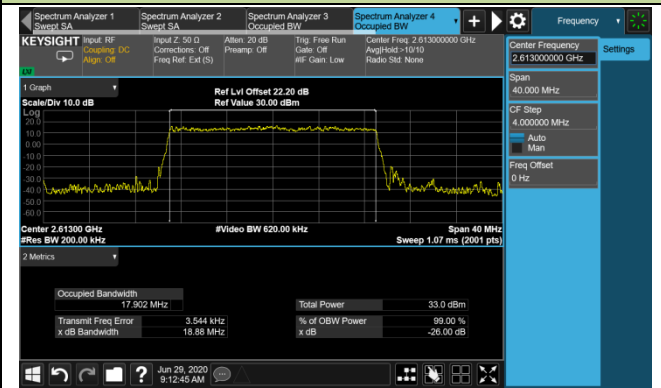 Spectrum Analyzer 1
Swept SA
Spectrum Analyzer 2
Swept SA
Spectrum Analyzer 3
Occupied BW
Spectrum Analyzer 4
Occupied BW
Frequency
KEYSIGHT
Input: RF
Coupling: DC
Align: Off
Input Z: 50 Ω
Corrections: Off
Freq Ref: Ext (S)
Atten: 20 dB
Preamp: Off
Trig: Free Run
Gate: Off
#IF Gain: Low
Center Freq: 2.613000000 GHz
Avg|Hold:>10/10
Radio Std: None
LXI
Center Frequency
2.613000000 GHz
Settings
Span
40.000 MHz
CF Step
4.000000 MHz
Auto
Man
Freq Offset
0 Hz
1 Graph
Scale/Div 10.0 dB
Ref Lvl Offset 22.20 dB
Ref Value 30.00 dBm
Log
20.0
10.0
0.00
-10.0
-20.0
-30.0
-40.0
-50.0
-60.0
Center 2.61300 GHz
#Video BW 620.00 kHz
Span 40 MHz
#Res BW 200.00 kHz
Sweep 1.07 ms (2001 pts)
2 Metrics
Occupied Bandwidth
17.902 MHz
Total Power 33.0 dBm
Transmit Freq Error 3.544 kHz
% of OBW Power 99.00 %
x dB Bandwidth 18.88 MHz
x dB -26.00 dB
Jun 29, 2020
9:12:45 AM